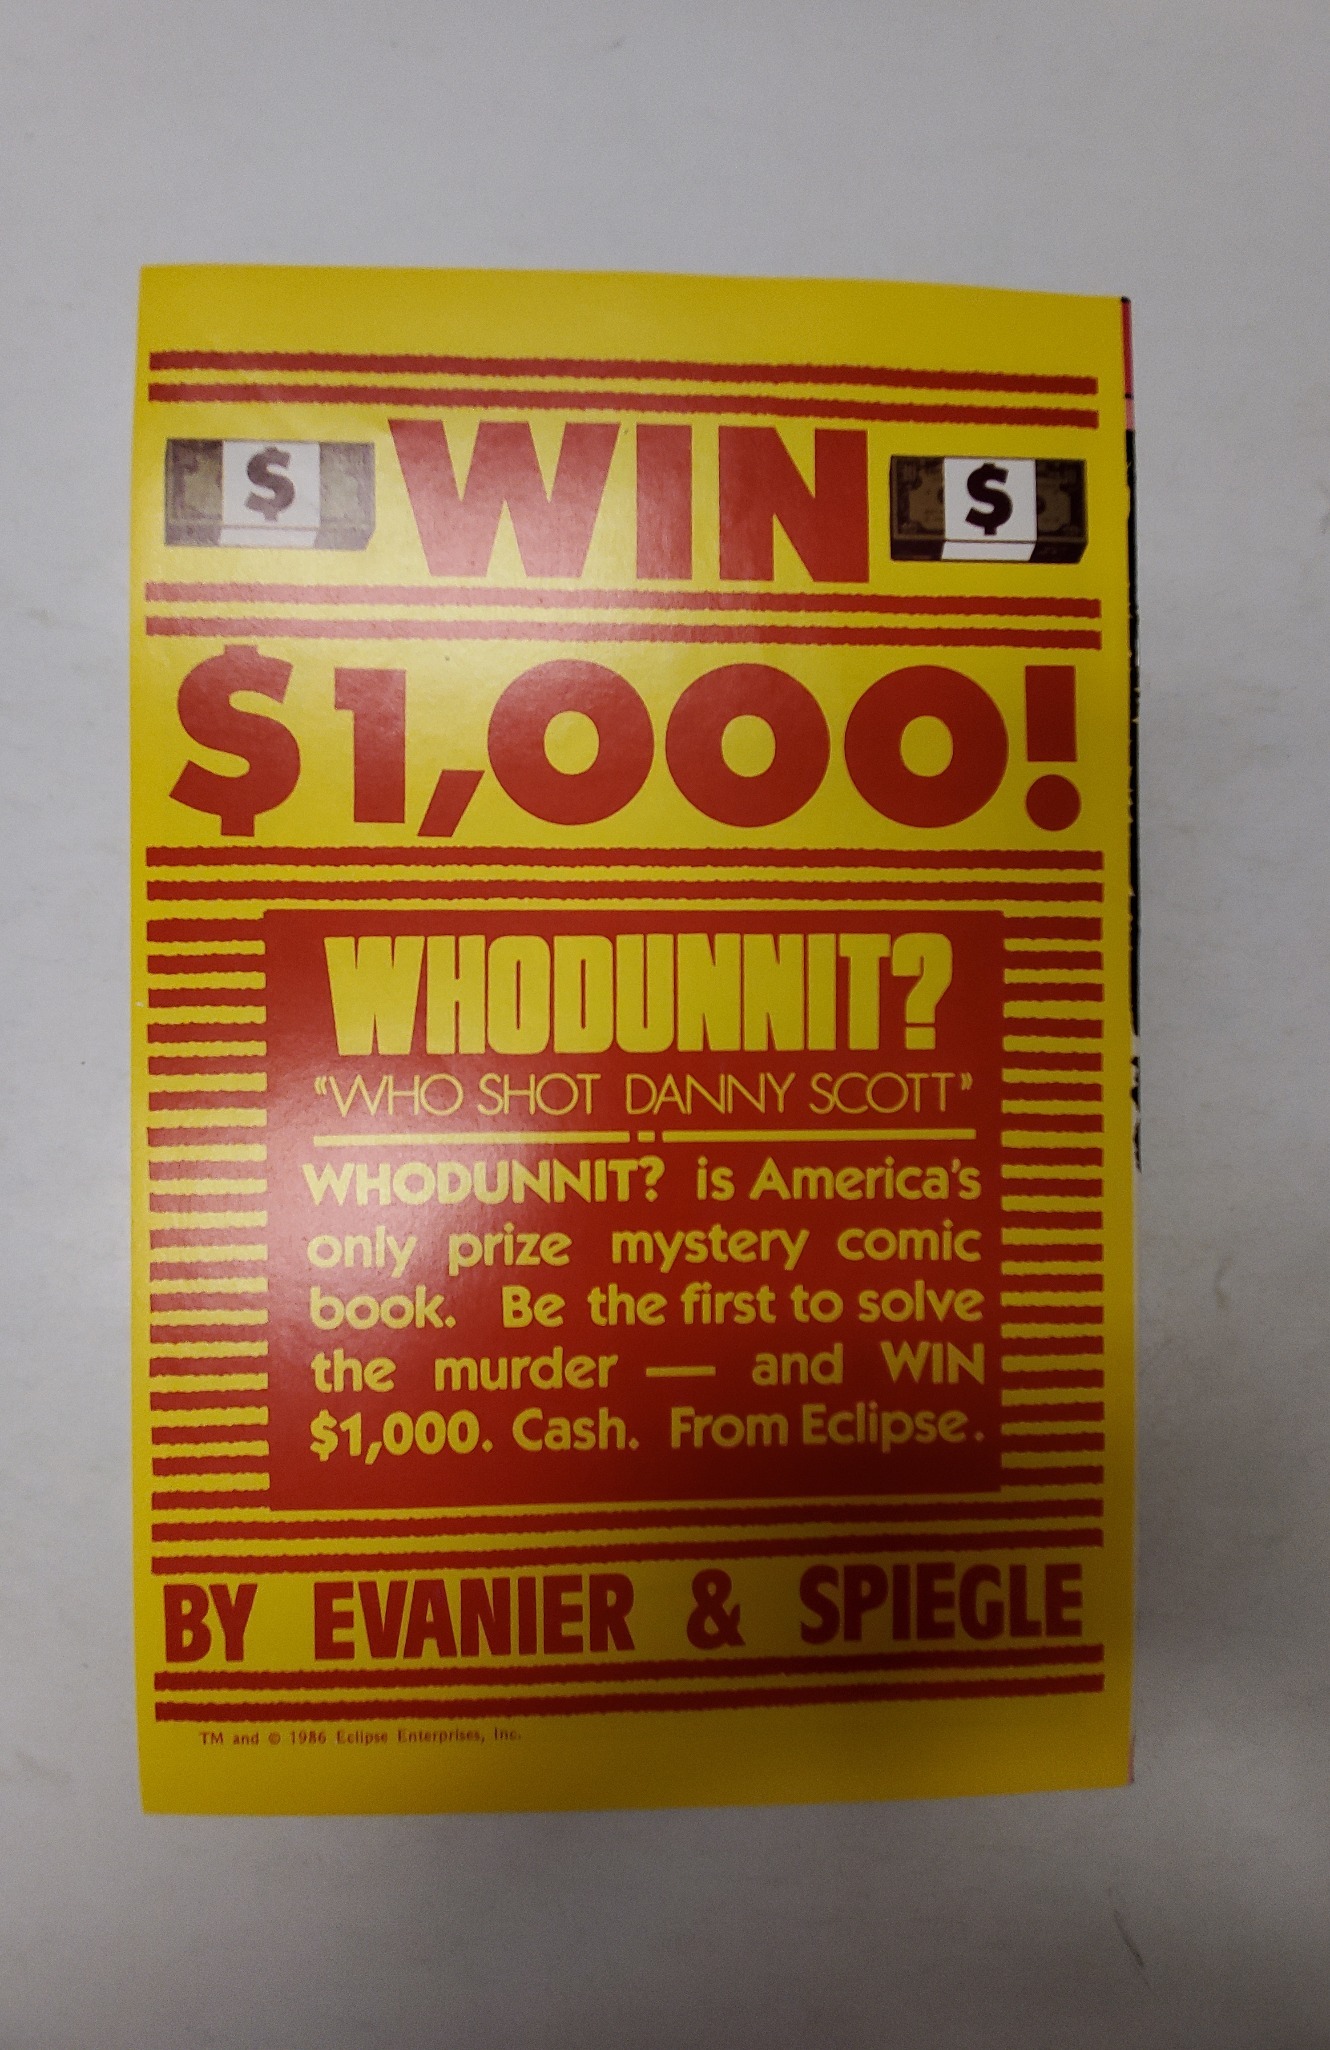 $ WIN $
$1,000!
WHODUNNIT?
"WHO SHOT DANNY SCOTT"
WHODUNNIT? is America's
only prize mystery comic
book. Be the first to solve
the murder — and WIN
$1,000. Cash. From Eclipse.
BY EVANIER & SPIEGLE
TM and © 1986 Eclipse Enterprises, Inc.